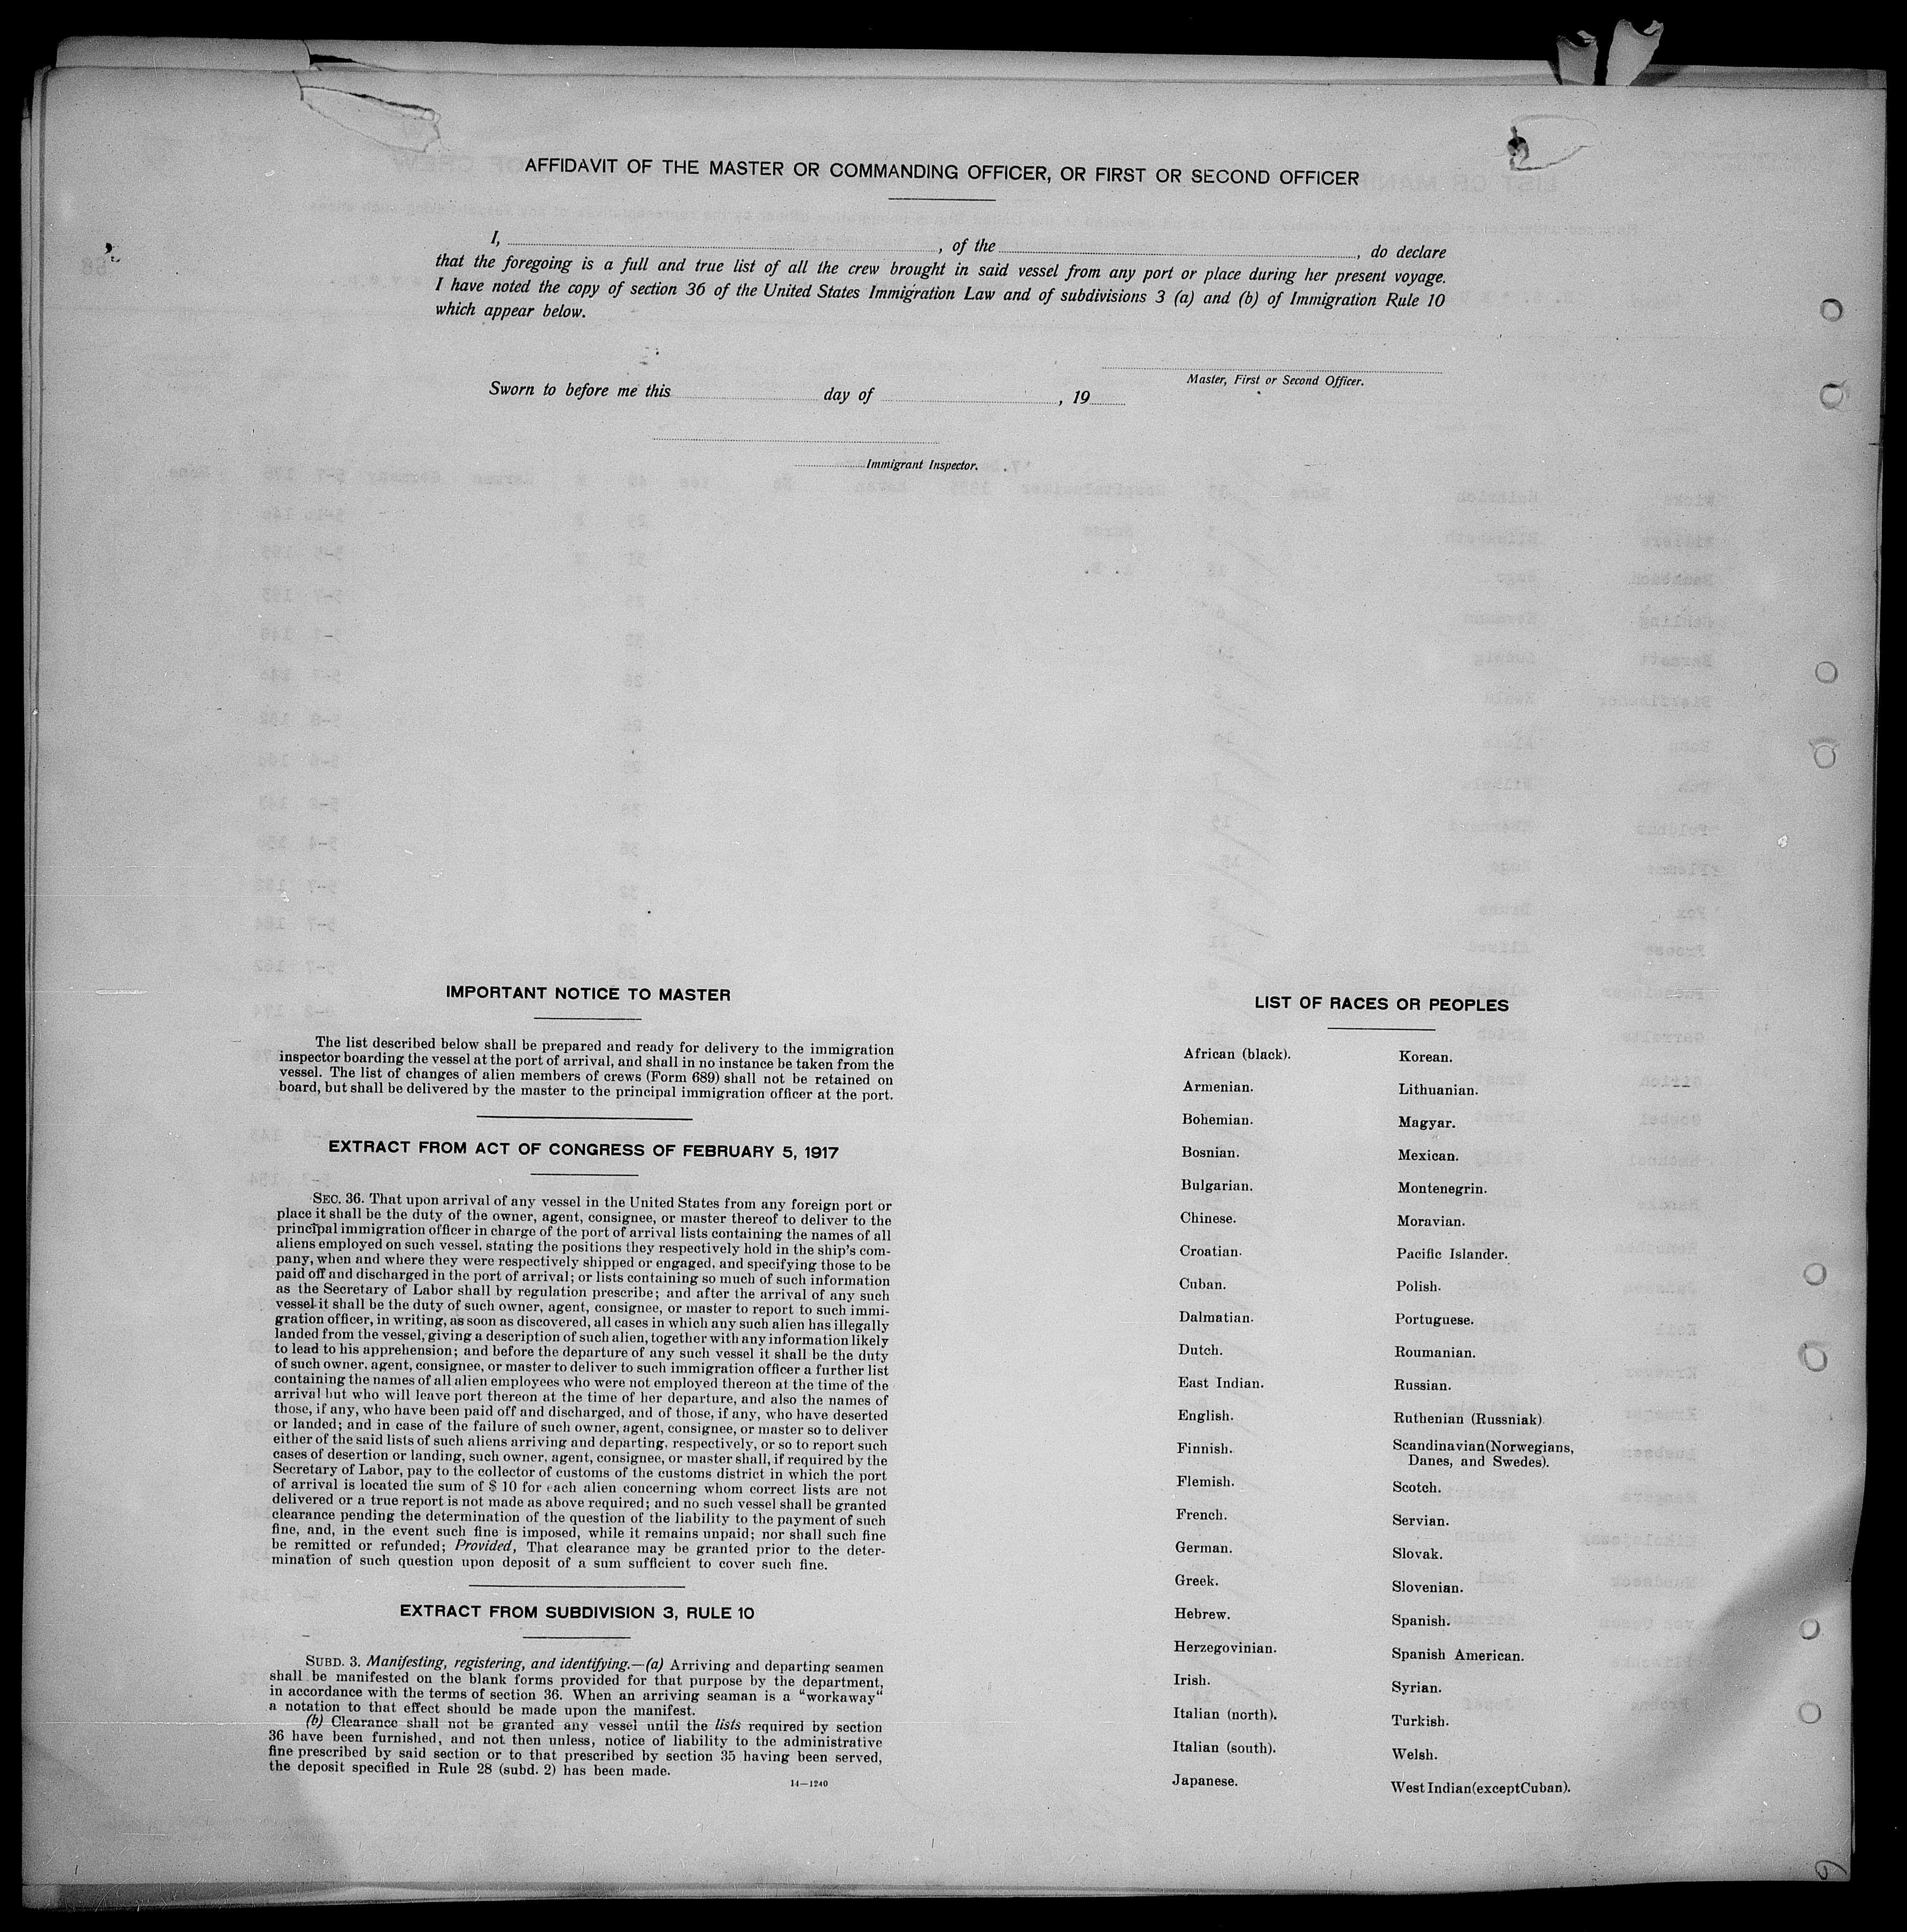 AFFIDAVIT OF THE MASTER OR COMMANDING OFFICER, OR FIRST OR SECOND OFFICER
I, , of the , do declare
that the foregoing is a full and true list of all the crew brought in said vessel from any port or place during her present voyage.
I have noted the copy of section 36 of the United States Immigration Law and of subdivisions 3 (a) and (b) of Immigration Rule 10
which appear below.
Master, First or Second Officer.
Sworn to before me this day of , 19
Immigrant Inspector.
IMPORTANT NOTICE TO MASTER
The list described below shall be prepared and ready for delivery to the immigration
inspector boarding the vessel at the port of arrival, and shall in no instance be taken from the
vessel. The list of changes of alien members of crews (Form 689) shall not be retained on
board, but shall be delivered by the master to the principal immigration officer at the port.
EXTRACT FROM ACT OF CONGRESS OF FEBRUARY 5, 1917
SEC. 36. That upon arrival of any vessel in the United States from any foreign port or
place it shall be the duty of the owner, agent, consignee, or master thereof to deliver to the
principal immigration officer in charge of the port of arrival lists containing the names of all
aliens employed on such vessel, stating the positions they respectively hold in the ship's com-
pany, when and where they were respectively shipped or engaged, and specifying those to be
paid off and discharged in the port of arrival; or lists containing so much of such information
as the Secretary of Labor shall by regulation prescribe; and after the arrival of any such
vessel it shall be the duty of such owner, agent, consignee, or master to report to such immi-
gration officer, in writing, as soon as discovered, all cases in which any such alien has illegally
landed from the vessel, giving a description of such alien, together with any information likely
to lead to his apprehension; and before the departure of any such vessel it shall be the duty
of such owner, agent, consignee, or master to deliver to such immigration officer a further list
containing the names of all alien employees who were not employed thereon at the time of the
arrival but who will leave port thereon at the time of her departure, and also the names of
those, if any, who have been paid off and discharged, and of those, if any, who have deserted
or landed; and in case of the failure of such owner, agent, consignee, or master so to deliver
either of the said lists of such aliens arriving and departing, respectively, or so to report such
cases of desertion or landing, such owner, agent, consignee, or master shall, if required by the
Secretary of Labor, pay to the collector of customs of the customs district in which the port
of arrival is located the sum of $ 10 for each alien concerning whom correct lists are not
delivered or a true report is not made as above required; and no such vessel shall be granted
clearance pending the determination of the question of the liability to the payment of such
fine, and, in the event such fine is imposed, while it remains unpaid; nor shall such fine
be remitted or refunded; Provided, That clearance may be granted prior to the deter-
mination of such question upon deposit of a sum sufficient to cover such fine.
EXTRACT FROM SUBDIVISION 3, RULE 10
SUBD. 3. Manifesting, registering, and identifying.—(a) Arriving and departing seamen
shall be manifested on the blank forms provided for that purpose by the department,
in accordance with the terms of section 36. When an arriving seaman is a "workaway"
a notation to that effect should be made upon the manifest.
(b) Clearance shall not be granted any vessel until the lists required by section
36 have been furnished, and not then unless, notice of liability to the administrative
fine prescribed by said section or to that prescribed by section 35 having been served,
the deposit specified in Rule 28 (subd. 2) has been made.
14—1240
LIST OF RACES OR PEOPLES
African (black).
Armenian.
Bohemian.
Bosnian.
Bulgarian.
Chinese.
Croatian.
Cuban.
Dalmatian.
Dutch.
East Indian.
English.
Finnish.
Flemish.
French.
German.
Greek.
Hebrew.
Herzegovinian.
Irish.
Italian (north).
Italian (south).
Japanese.
Korean.
Lithuanian.
Magyar.
Mexican.
Montenegrin.
Moravian.
Pacific Islander.
Polish.
Portuguese.
Roumanian.
Russian.
Ruthenian (Russniak)
Scandinavian(Norwegians,
Danes, and Swedes).
Scotch.
Servian.
Slovak.
Slovenian.
Spanish.
Spanish American.
Syrian.
Turkish.
Welsh.
West Indian(except Cuban).